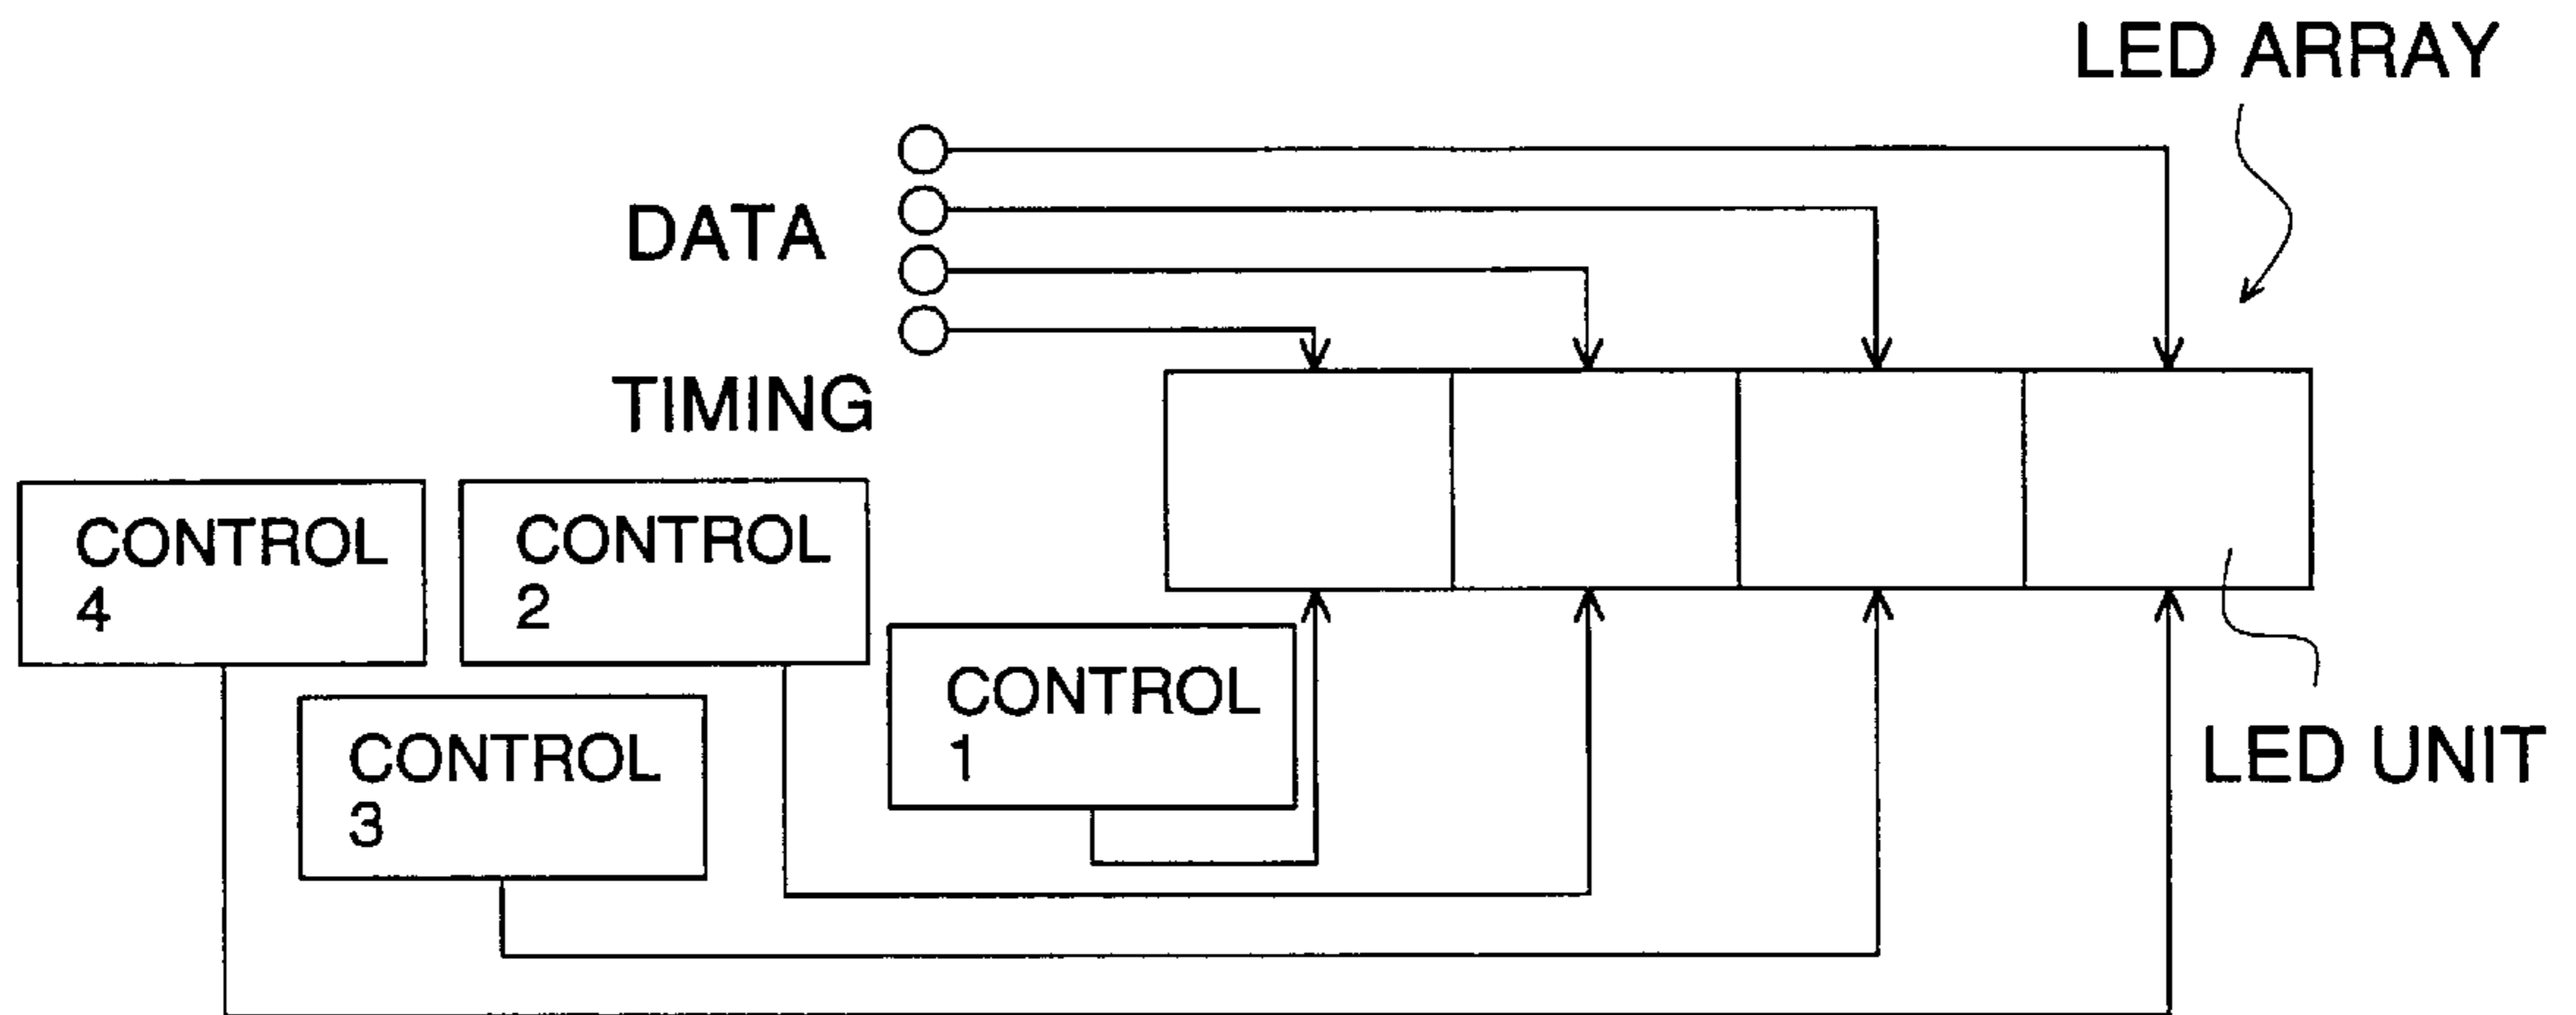 LED ARRAY
DATA
TIMING
CONTROL
4
CONTROL
2
CONTROL
1
CONTROL
3
LED UNIT